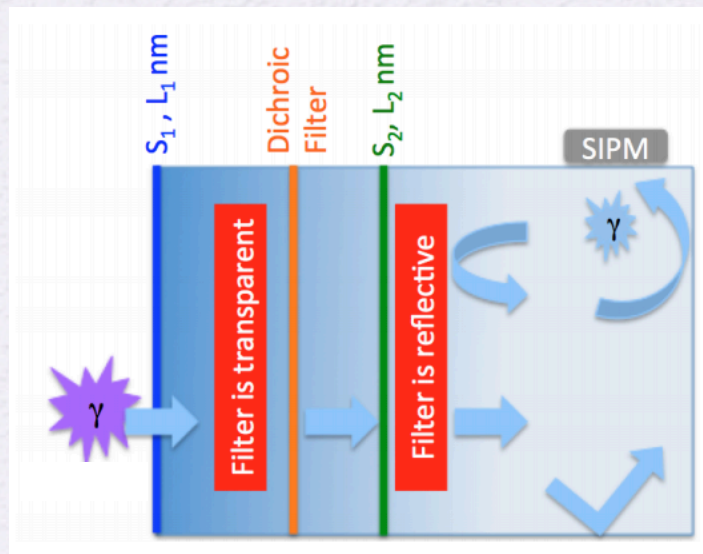 S₁ , L₁ nm
Dichroic
Filter
S₂, L₂ nm
SIPM
γ
Filter is transparent
Filter is reflective
γ